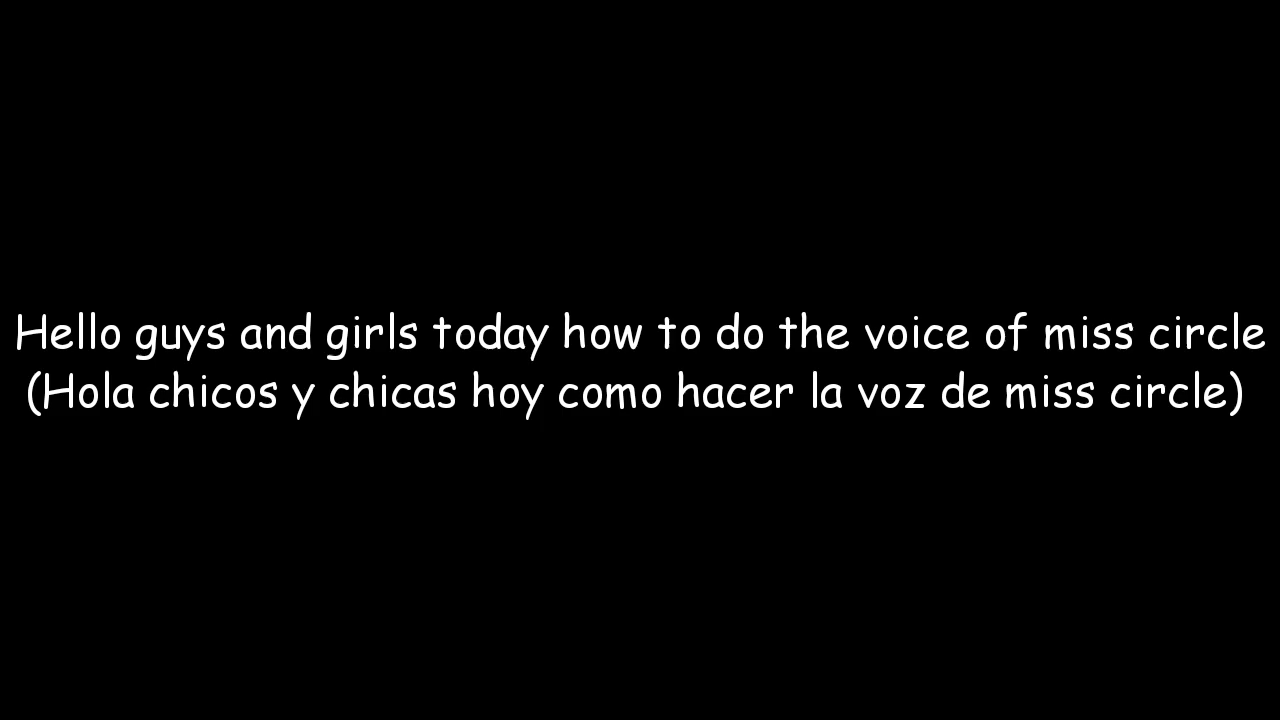 Hello guys and girls today how to do the voice of miss circle
(Hola chicos y chicas hoy como hacer la voz de miss circle)